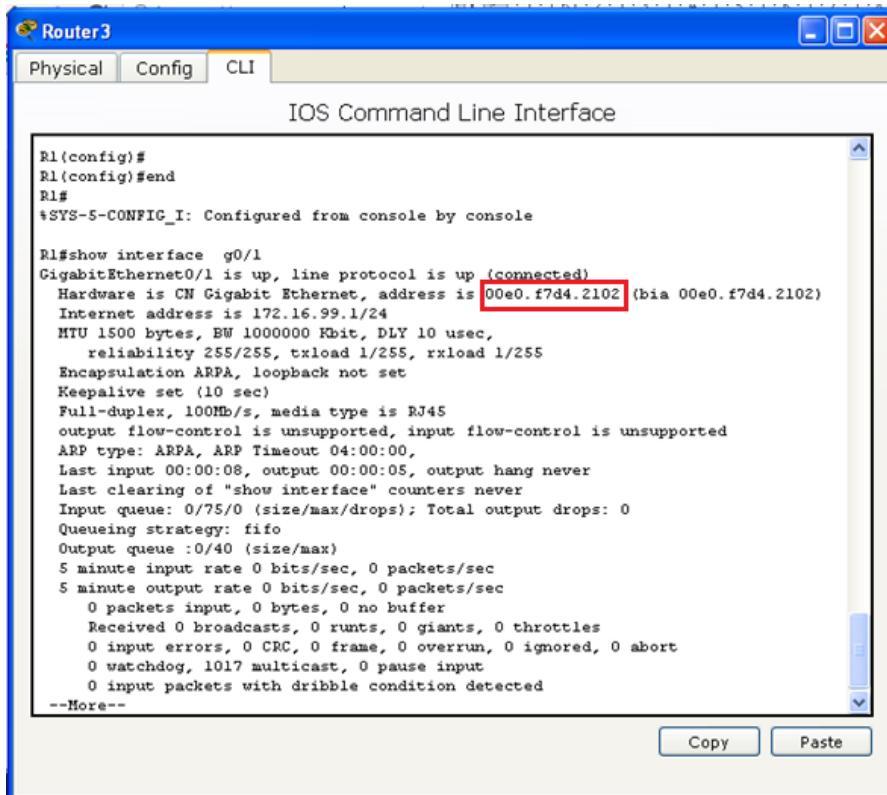 Router3
Physical Config CLI
IOS Command Line Interface
R1(config)#
R1(config)#end
R1#
%SYS-5-CONFIG_I: Configured from console by console
R1#show interface  g0/1
GigabitEthernet0/1 is up, line protocol is up (connected)
Hardware is CN Gigabit Ethernet, address is 00e0.f7d4.2102 (bia 00e0.f7d4.2102)
Internet address is 172.16.99.1/24
MTU 1500 bytes, BW 1000000 Kbit, DLY 10 usec,
reliability 255/255, txload 1/255, rxload 1/255
Encapsulation ARPA, loopback not set
Keepalive set (10 sec)
Full-duplex, 100Mb/s, media type is RJ45
output flow-control is unsupported, input flow-control is unsupported
ARP type: ARPA, ARP Timeout 04:00:00,
Last input 00:00:08, output 00:00:05, output hang never
Last clearing of "show interface" counters never
Input queue: 0/75/0 (size/max/drops); Total output drops: 0
Queueing strategy: fifo
Output queue :0/40 (size/max)
5 minute input rate 0 bits/sec, 0 packets/sec
5 minute output rate 0 bits/sec, 0 packets/sec
0 packets input, 0 bytes, 0 no buffer
Received 0 broadcasts, 0 runts, 0 giants, 0 throttles
0 input errors, 0 CRC, 0 frame, 0 overrun, 0 ignored, 0 abort
0 watchdog, 1017 multicast, 0 pause input
0 input packets with dribble condition detected
--More--
Copy Paste